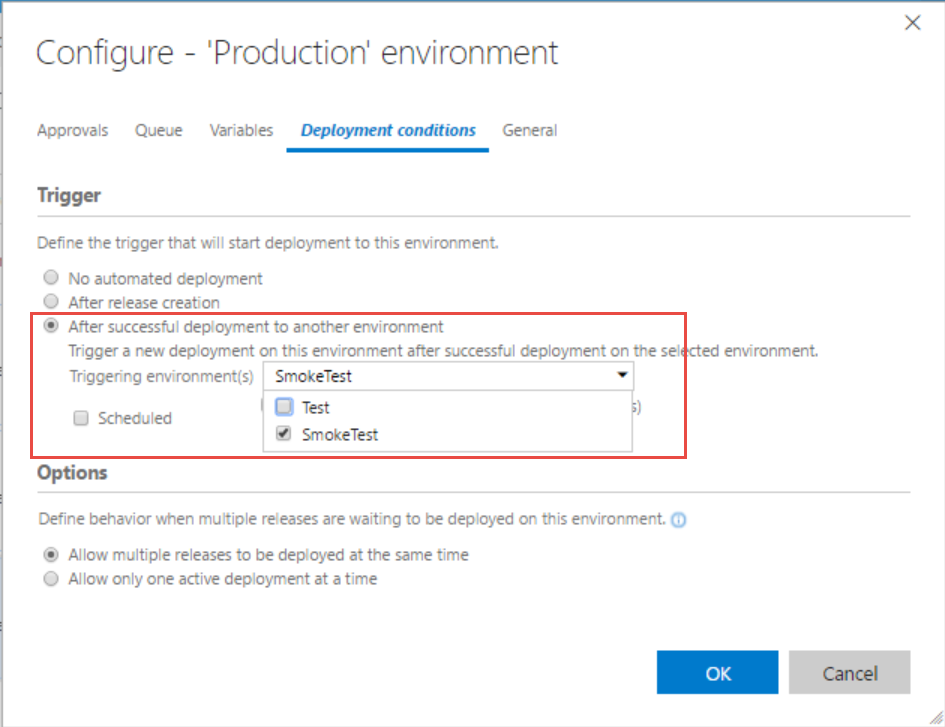 Configure - 'Production' environment
Approvals Queue Variables Deployment conditions General
Trigger
Define the trigger that will start deployment to this environment.
No automated deployment
After release creation
After successful deployment to another environment
Trigger a new deployment on this environment after successful deployment on the selected environment.
Triggering environment(s) SmokeTest
Test
Scheduled
SmokeTest
Options
Define behavior when multiple releases are waiting to be deployed on this environment.
Allow multiple releases to be deployed at the same time
Allow only one active deployment at a time
OK Cancel